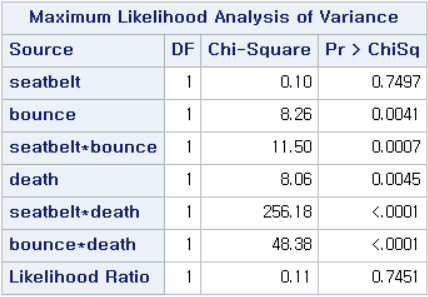 Maximum Likelihood Analysis of Variance
Source DF Chi-Square Pr > ChiSq
seatbelt 1 0.10 0.7497
bounce 1 8.26 0.0041
seatbelt*bounce 1 11.50 0.0007
death 1 8.06 0.0045
seatbelt*death 1 256.18 <.0001
bounce*death 1 48.38 <.0001
Likelihood Ratio 1 0.11 0.7451